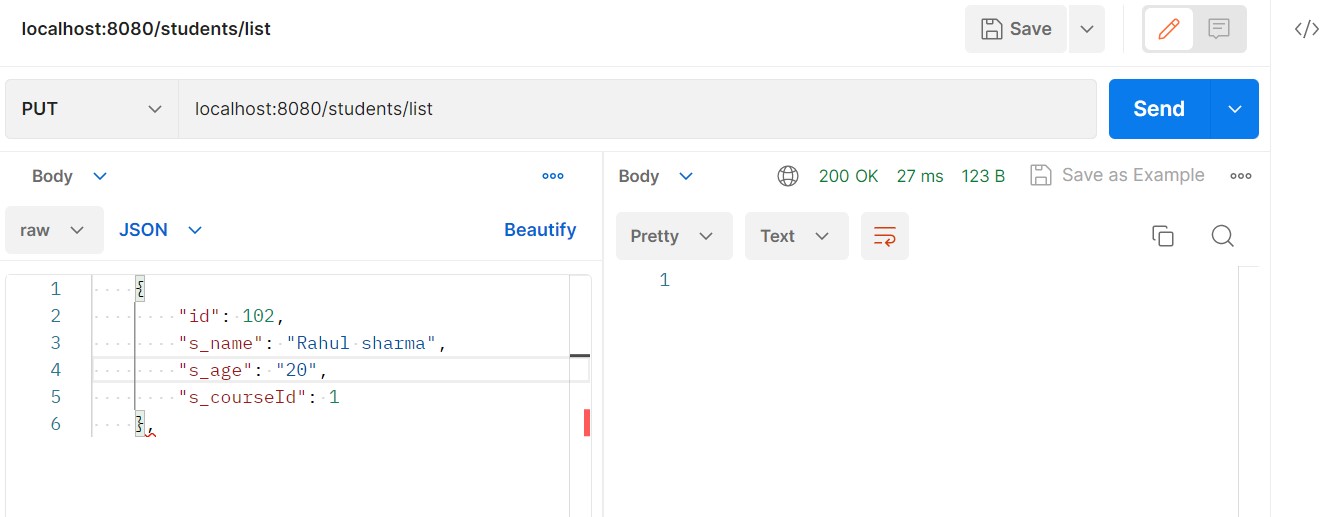 localhost:8080/students/list
Save
</>
PUT
localhost:8080/students/list
Send
Body
Body
200 OK
27 ms
123 B
Save as Example
raw
JSON
Beautify
Pretty
Text
1 {
2 "id": 102,
3 "s_name": "Rahul sharma",
4 "s_age": "20",
5 "s_courseId": 1
6 },
1